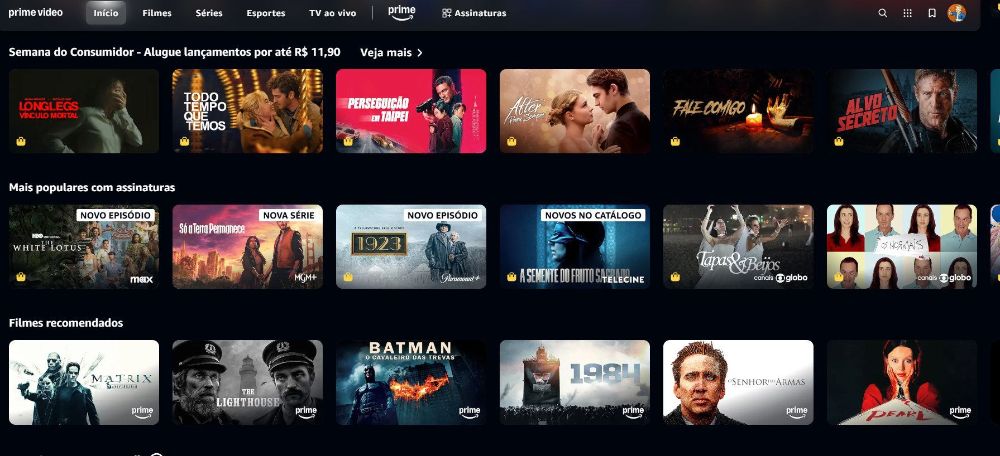 prime video Início Filmes Séries Esportes TV ao vivo prime Assinaturas
Semana do Consumidor - Alugue lançamentos por até R$ 11,90 Veja mais
MAIKA MONROE · NICOLAS CAGE
LONGLEGS
VÍNCULO MORTAL
TODO
TEMPO
QUE
TEMOS
PERSEGUIÇÃO
EM TAIPEI
After
Para Sempre
FALE COMIGO
ALVO
SECRETO
Mais populares com assinaturas
NOVO EPISÓDIO
HBO ORIGINAL
THE
WHITE LOTUS
max
NOVA SÉRIE
Só a Terra Permanece
MGM+
NOVO EPISÓDIO
A YELLOWSTONE ORIGIN STORY
1923
Paramount+
NOVOS NO CATÁLOGO
A SEMENTE DO FRUTO SAGRADO
TELECINE
Tapas & Beijos
canais globo
OS NORMAIS
canais globo
Filmes recomendados
MATRIX
ANIVERSÁRIO
THE
LIGHTHOUSE
prime
BATMAN
O CAVALEIRO DAS TREVAS
prime
1984
prime
O SENHOR DAS ARMAS
prime
PEARL
prime
prime